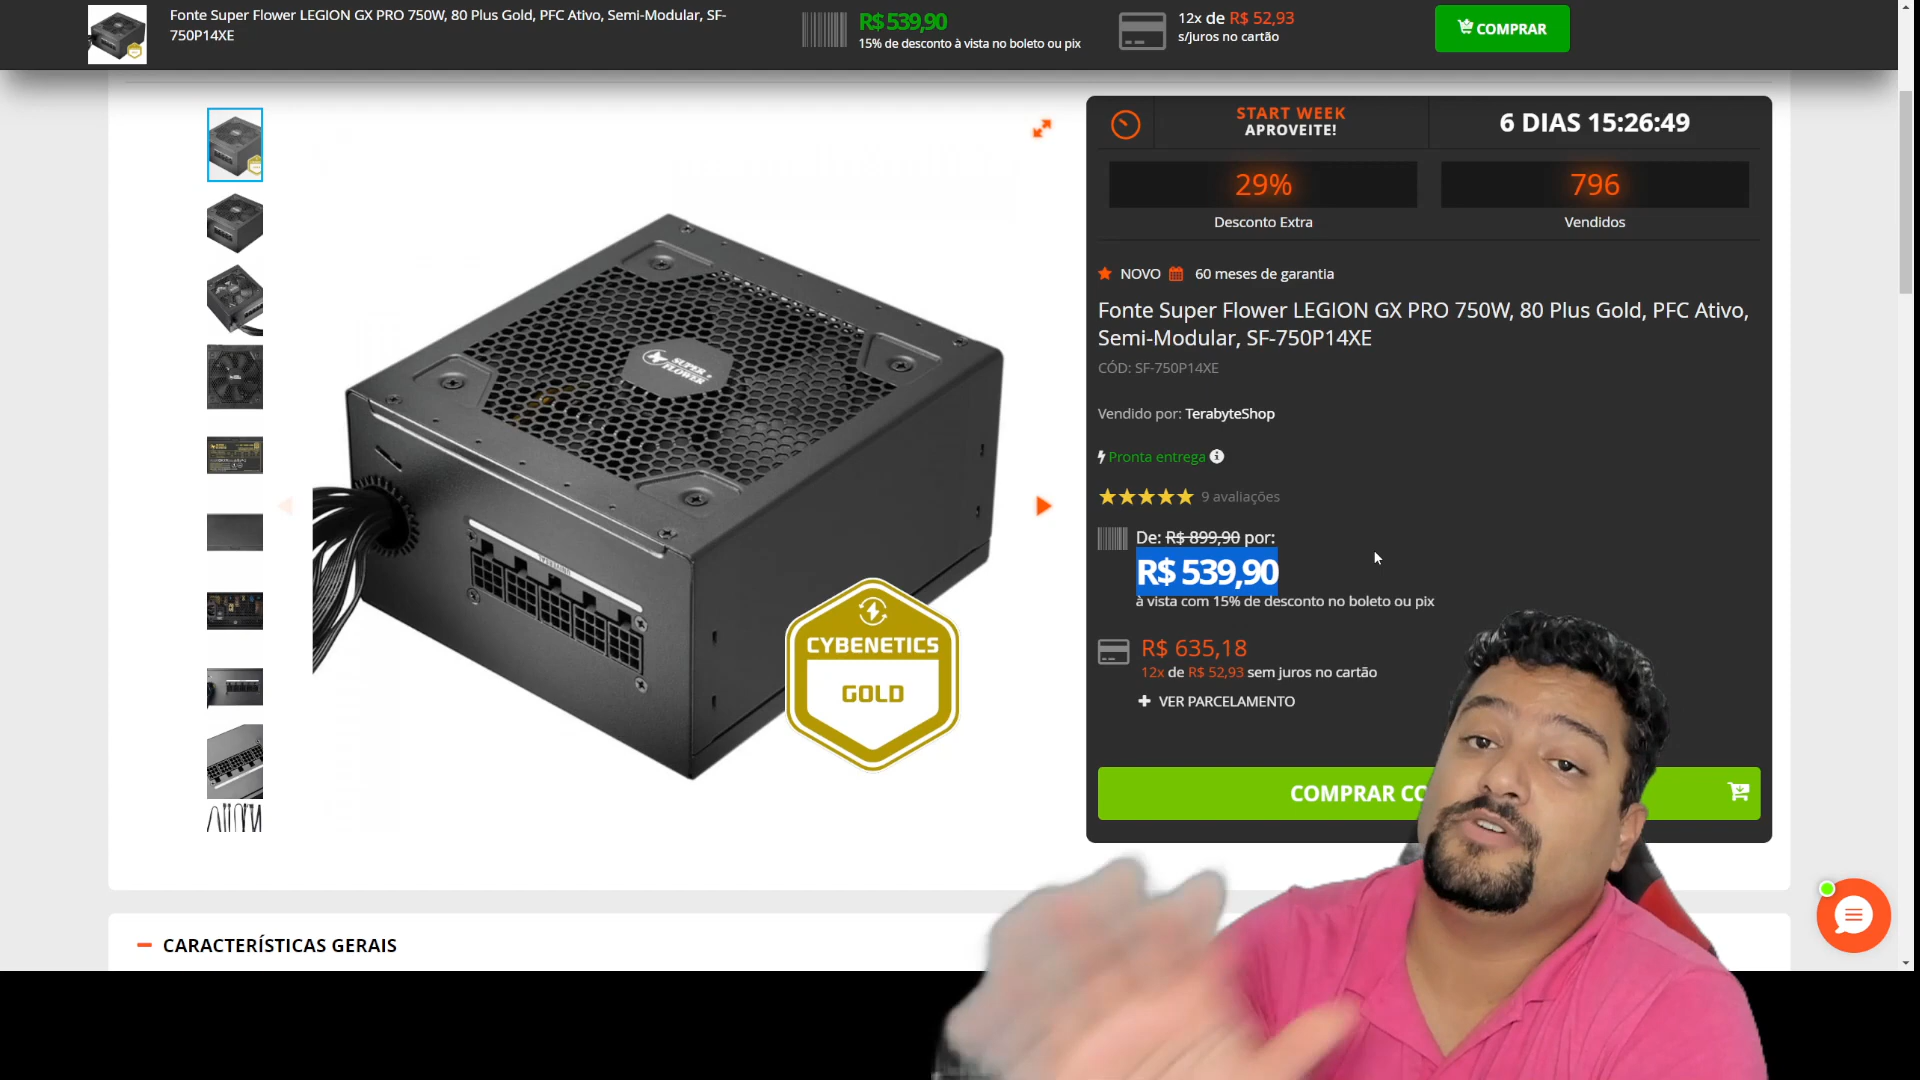 Fonte Super Flower LEGION GX PRO 750W, 80 Plus Gold, PFC Ativo, Semi-Modular, SF-
750P14XE
R$ 539,90
15% de desconto à vista no boleto ou pix
12x de R$ 52,93
s/juros no cartão
COMPRAR
START WEEK
APROVEITE!
6 DIAS 15:26:49
29%
Desconto Extra
796
Vendidos
NOVO 60 meses de garantia
Fonte Super Flower LEGION GX PRO 750W, 80 Plus Gold, PFC Ativo,
Semi-Modular, SF-750P14XE
CÓD: SF-750P14XE
Vendido por: TerabyteShop
Pronta entrega
9 avaliações
De: R$ 899,90 por:
R$ 539,90
à vista com 15% de desconto no boleto ou pix
R$ 635,18
12x de R$ 52,93 sem juros no cartão
VER PARCELAMENTO
COMPRAR CO
SUPER
FLOWER
CYBENETICS
GOLD
CARACTERÍSTICAS GERAIS